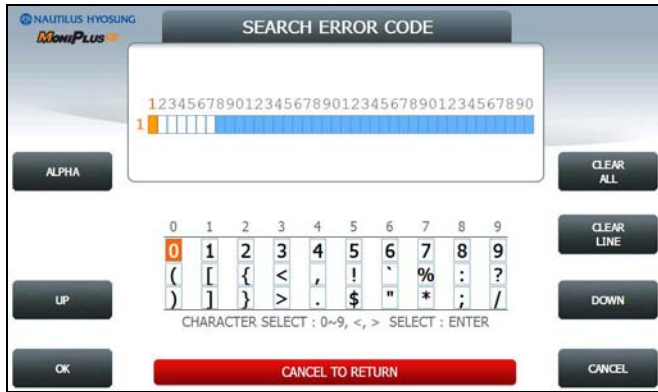 NAUTILUS HYOSUNG
MoniPlus
SEARCH ERROR CODE
1234567890123456789012345678901234567890
1
ALPHA
CLEAR
ALL
0 1 2 3 4 5 6 7 8 9
CLEAR
LINE
0 1 2 3 4 5 6 7 8 9
( [ { < , ! ` % : ?
) ] } > . $ " * ; /
UP
DOWN
CHARACTER SELECT : 0~9, <, > SELECT : ENTER
OK
CANCEL TO RETURN
CANCEL